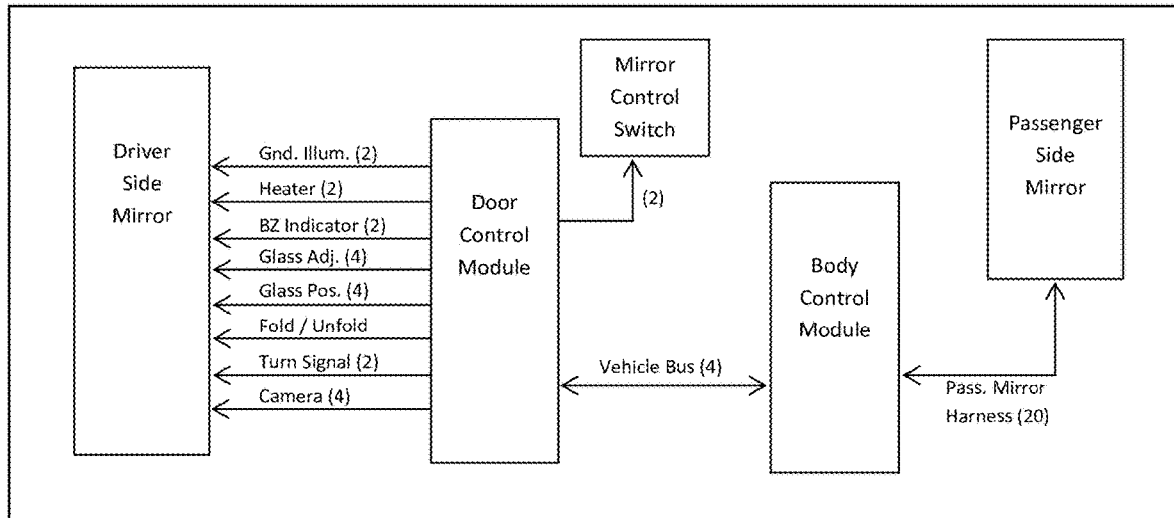 Driver
Side
Mirror
Gnd. Illum. (2)
Heater (2)
BZ Indicator (2)
Glass Adj. (4)
Glass Pos. (4)
Fold / Unfold
Turn Signal (2)
Camera (4)
Door
Control
Module
Mirror
Control
Switch
(2)
Vehicle Bus (4)
Body
Control
Module
Passenger
Side
Mirror
Pass. Mirror
Harness (20)